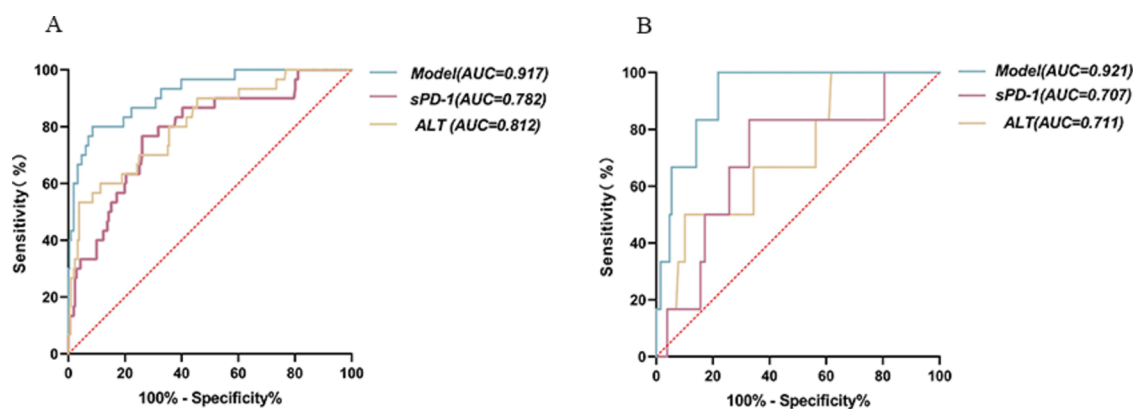 A
B
Model(AUC=0.917)
sPD-1(AUC=0.782)
ALT (AUC=0.812)
Sensitivity( %)
100
80
60
40
20
0
0 20 40 60 80 100
100% - Specificity%
Model(AUC=0.921)
sPD-1(AUC=0.707)
ALT(AUC=0.711)
Sensitivity( %)
100
80
60
40
20
0
0 20 40 60 80 100
100% - Specificity%